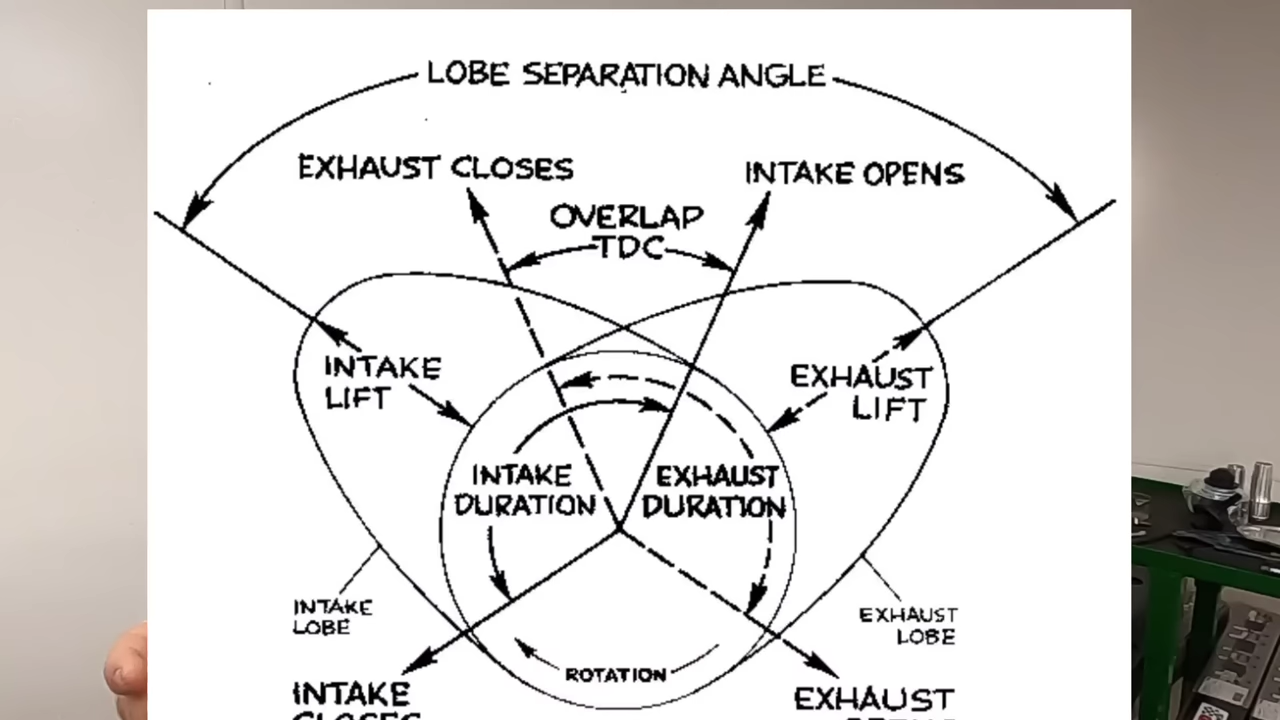 LOBE SEPARATION ANGLE
EXHAUST CLOSES
INTAKE OPENS
OVERLAP
TDC
INTAKE
LIFT
EXHAUST
LIFT
INTAKE
DURATION
EXHAUST
DURATION
INTAKE
LOBE
EXHAUST
LOBE
ROTATION
INTAKE
CLOSES
EXHAUST